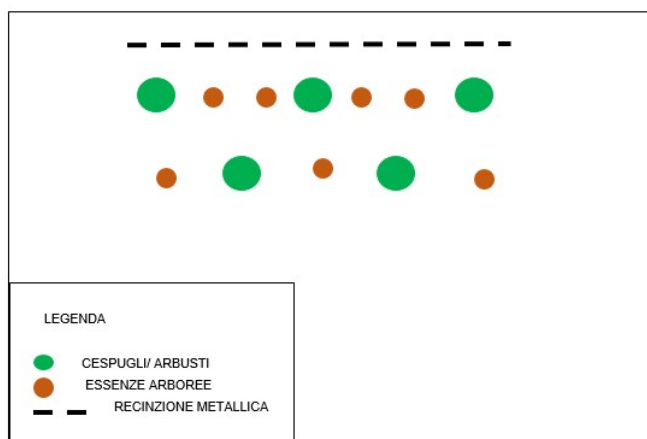 LEGENDA
CESPUGLI/ ARBUSTI
ESSENZE ARBOREE
RECINZIONE METALLICA